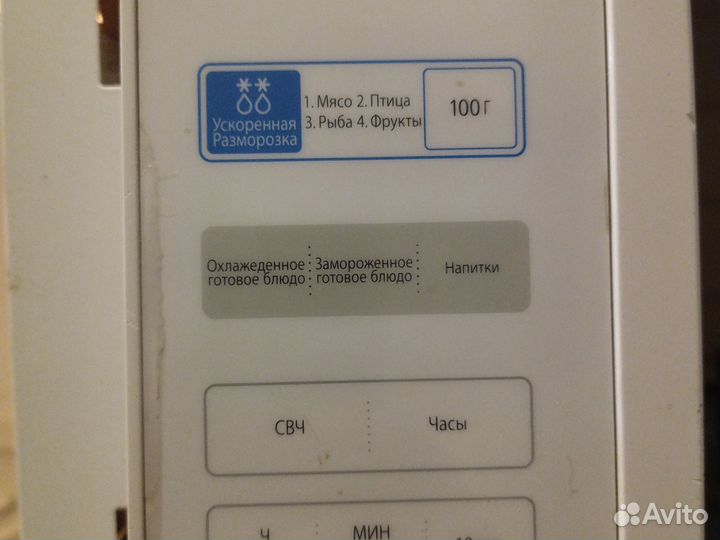 Ускоренная
Разморозка
1. Мясо 2. Птица
3. Рыба 4. Фрукты
100 г
Охлажеденное
готовое блюдо
Замороженное
готовое блюдо
Напитки
СВЧ
Часы
Ч
МИН
Avito